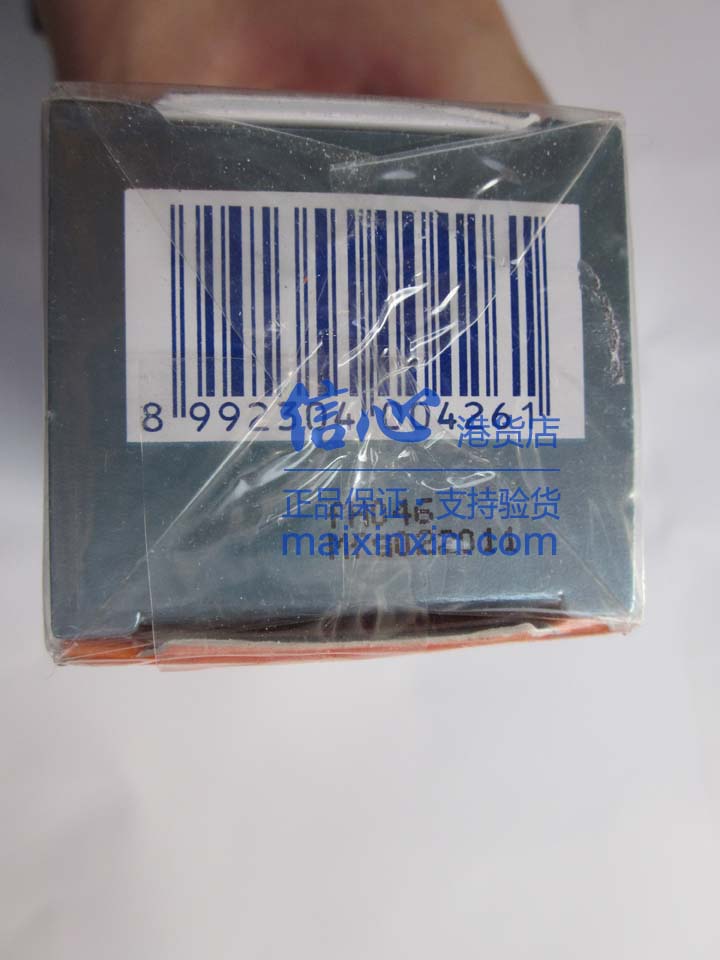 8 992304 004261
信心 港货店
正品保证·支持验货
maixinxin.com